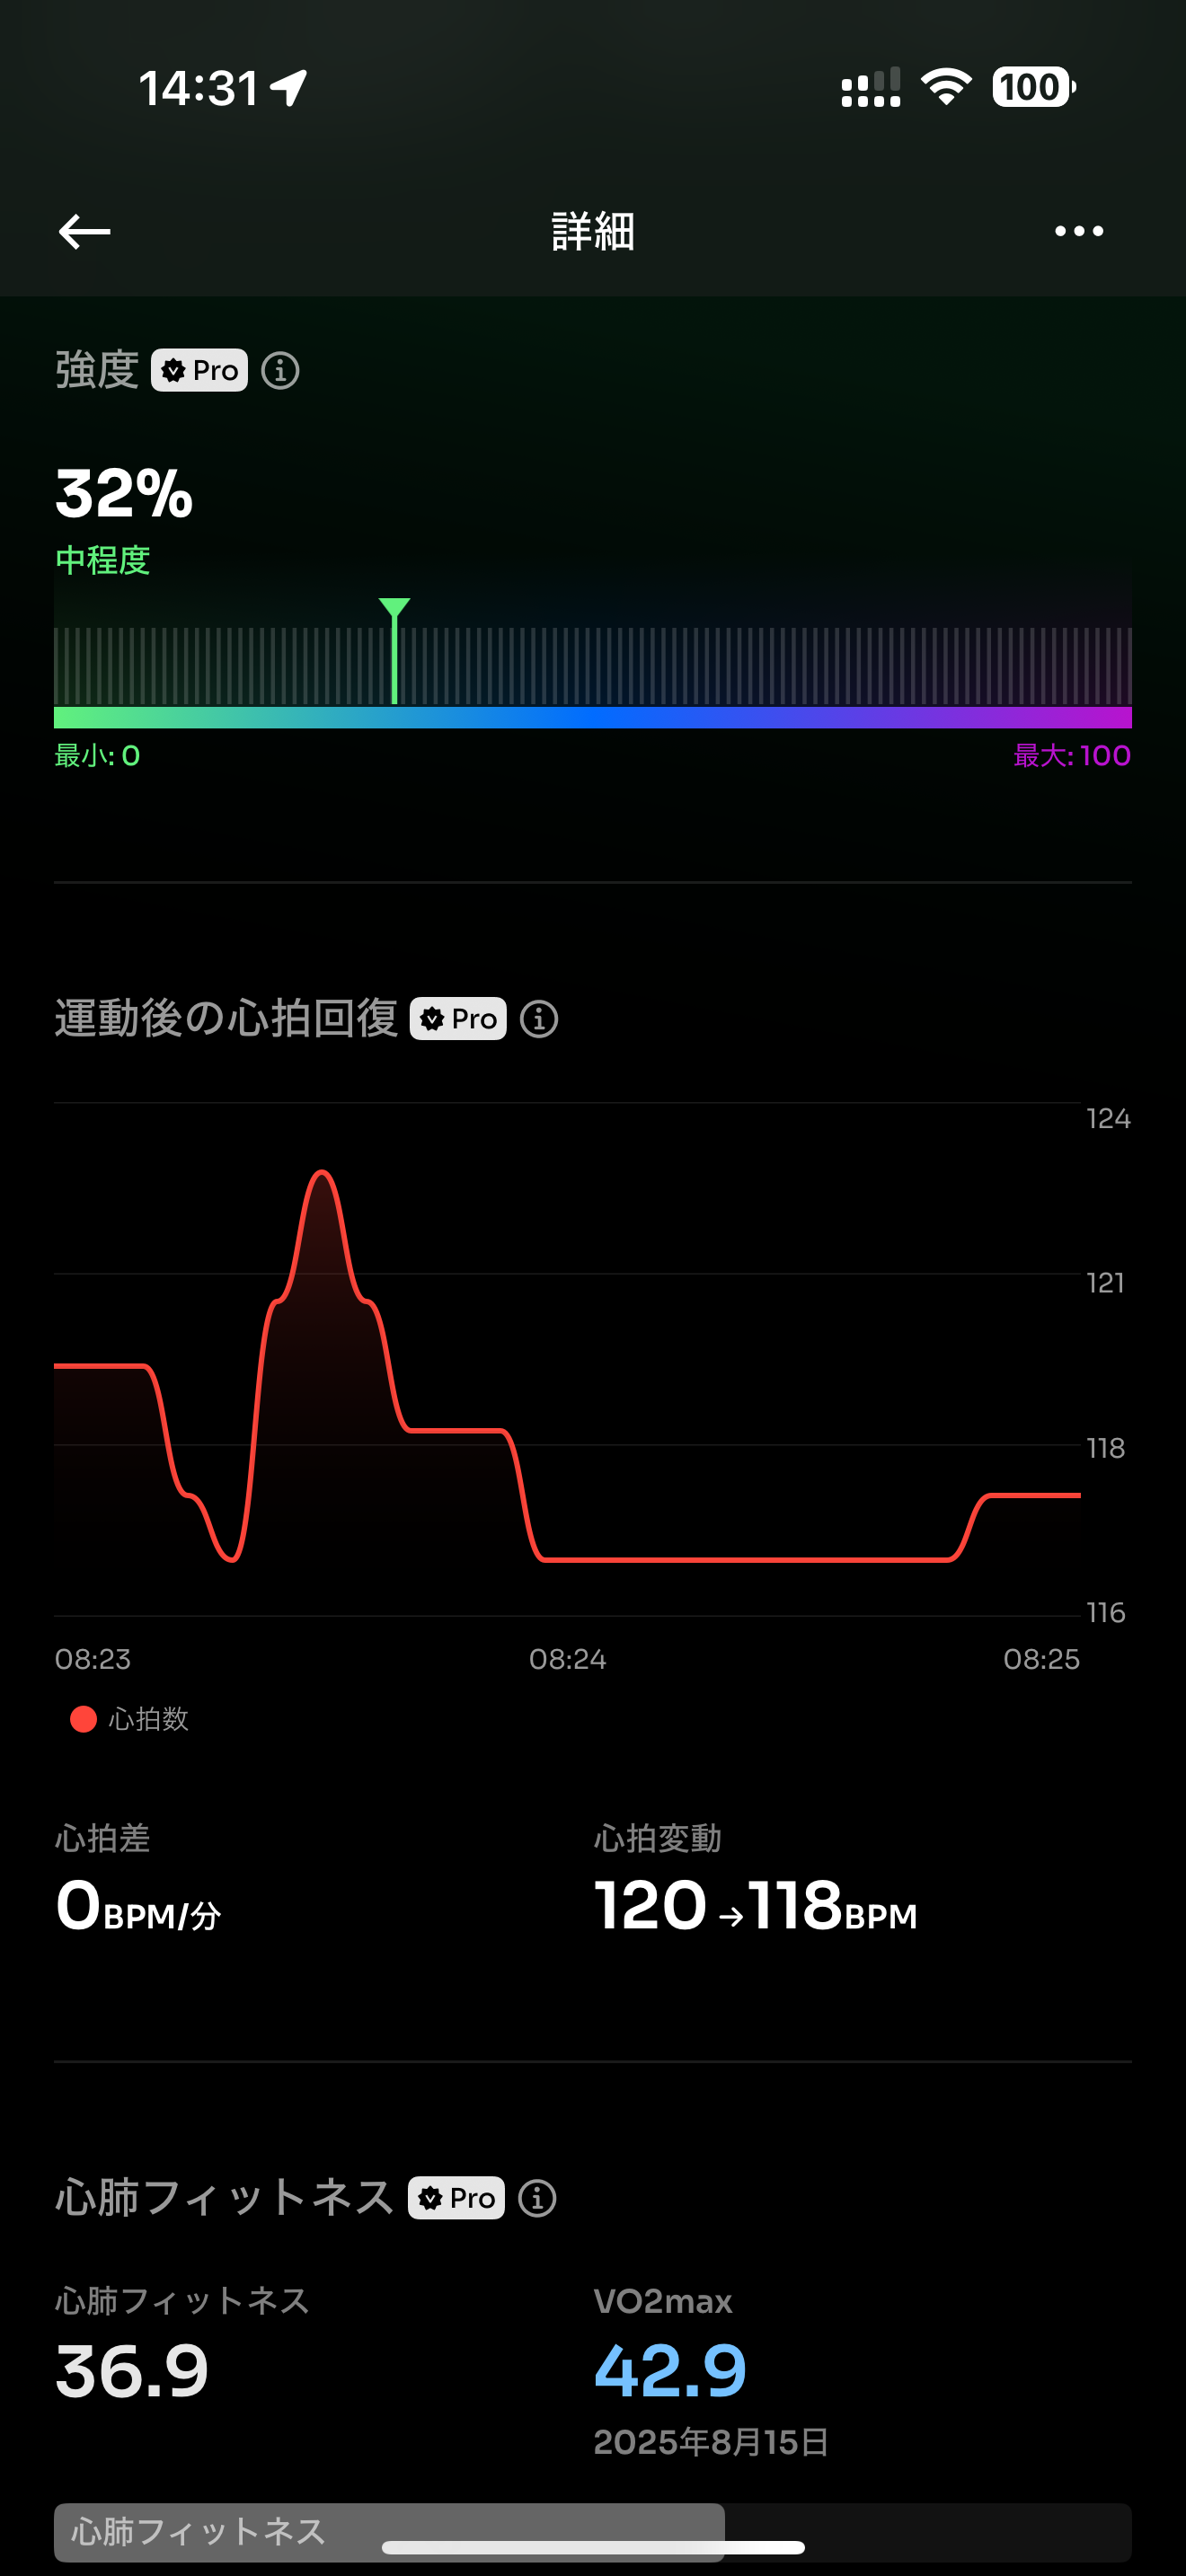 14:31
100
詳細
強度 Pro
32%
中程度
最小: 0
最大: 100
運動後の心拍回復 Pro
124
121
118
116
08:23 08:24 08:25
心拍数
心拍差 心拍変動
0BPM/分 120→118BPM
心肺フィットネス Pro
心肺フィットネス VO2max
36.9 42.9
2025年8月15日
心肺フィットネス